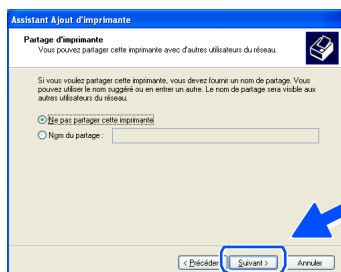 Assistant Ajout d'imprimante
Partage d'imprimante
Vous pouvez partager cette imprimante avec d'autres utilisateurs du réseau.
Si vous voulez partager cette imprimante, vous devez fournir un nom de partage. Vous
pouvez utiliser le nom suggéré ou en entrer un autre. Le nom de partage sera visible aux
autres utilisateurs du réseau.
Ne pas partager cette imprimante
Nom du partage :
< Précéder
Suivant >
Annuler